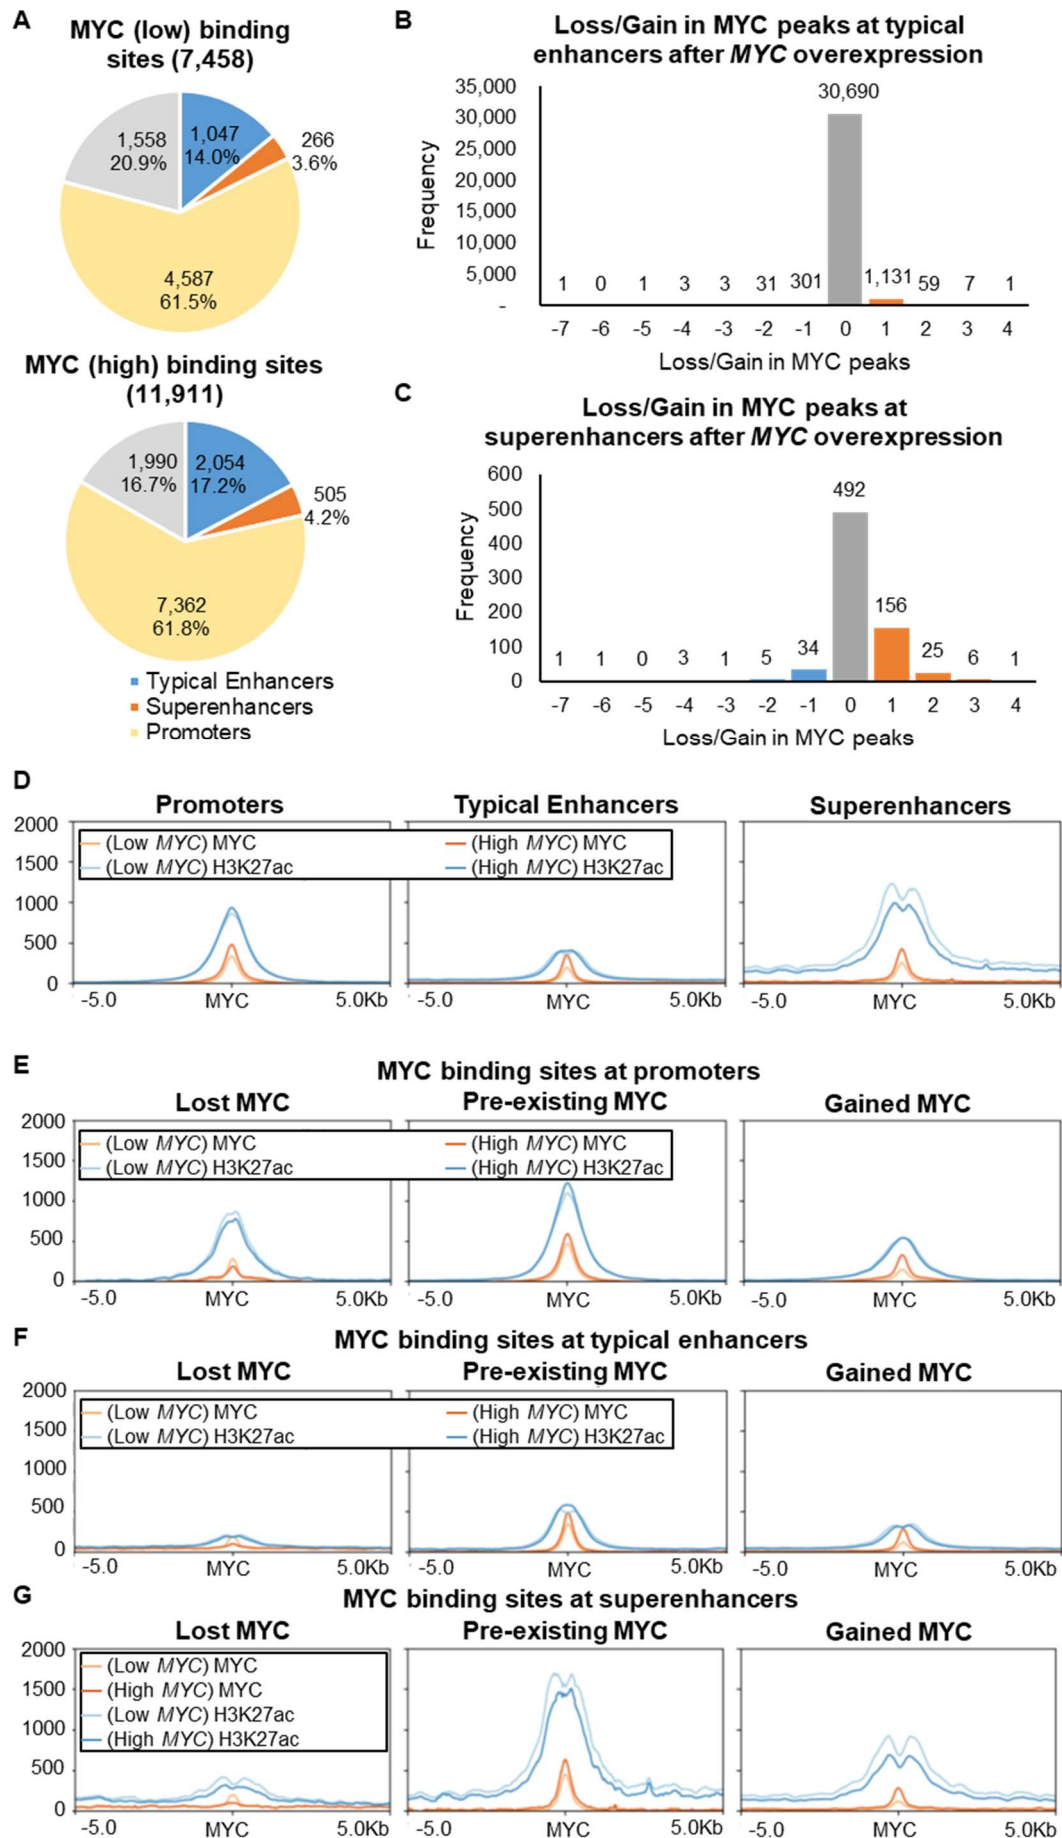 A
MYC (low) binding
sites (7,458)
1,558
20.9%
1,047
14.0%
266
3.6%
4,587
61.5%
MYC (high) binding sites
(11,911)
1,990
16.7%
2,054
17.2%
505
4.2%
7,362
61.8%
Typical Enhancers
Superenhancers
Promoters
B
Loss/Gain in MYC peaks at typical
enhancers after MYC overexpression
Frequency
35,000
30,000
25,000
20,000
15,000
10,000
5,000
-
1 0 1 3 3 31 301 30,690 1,131 59 7 1
-7 -6 -5 -4 -3 -2 -1 0 1 2 3 4
Loss/Gain in MYC peaks
C
Loss/Gain in MYC peaks at
superenhancers after MYC overexpression
Frequency
600
500
400
300
200
100
0
1 1 0 3 1 5 34 492 156 25 6 1
-7 -6 -5 -4 -3 -2 -1 0 1 2 3 4
Loss/Gain in MYC peaks
D
Promoters Typical Enhancers Superenhancers
2000
1500
1000
500
0
(Low MYC) MYC (High MYC) MYC
(Low MYC) H3K27ac (High MYC) H3K27ac
-5.0 MYC 5.0Kb -5.0 MYC 5.0Kb -5.0 MYC 5.0Kb
E
MYC binding sites at promoters
Lost MYC Pre-existing MYC Gained MYC
2000
1500
1000
500
0
(Low MYC) MYC (High MYC) MYC
(Low MYC) H3K27ac (High MYC) H3K27ac
-5.0 MYC 5.0Kb -5.0 MYC 5.0Kb -5.0 MYC 5.0Kb
F
MYC binding sites at typical enhancers
Lost MYC Pre-existing MYC Gained MYC
2000
1500
1000
500
0
(Low MYC) MYC (High MYC) MYC
(Low MYC) H3K27ac (High MYC) H3K27ac
-5.0 MYC 5.0Kb -5.0 MYC 5.0Kb -5.0 MYC 5.0Kb
G
MYC binding sites at superenhancers
Lost MYC Pre-existing MYC Gained MYC
2000
1500
1000
500
0
(Low MYC) MYC
(High MYC) MYC
(Low MYC) H3K27ac
(High MYC) H3K27ac
-5.0 MYC 5.0Kb -5.0 MYC 5.0Kb -5.0 MYC 5.0Kb